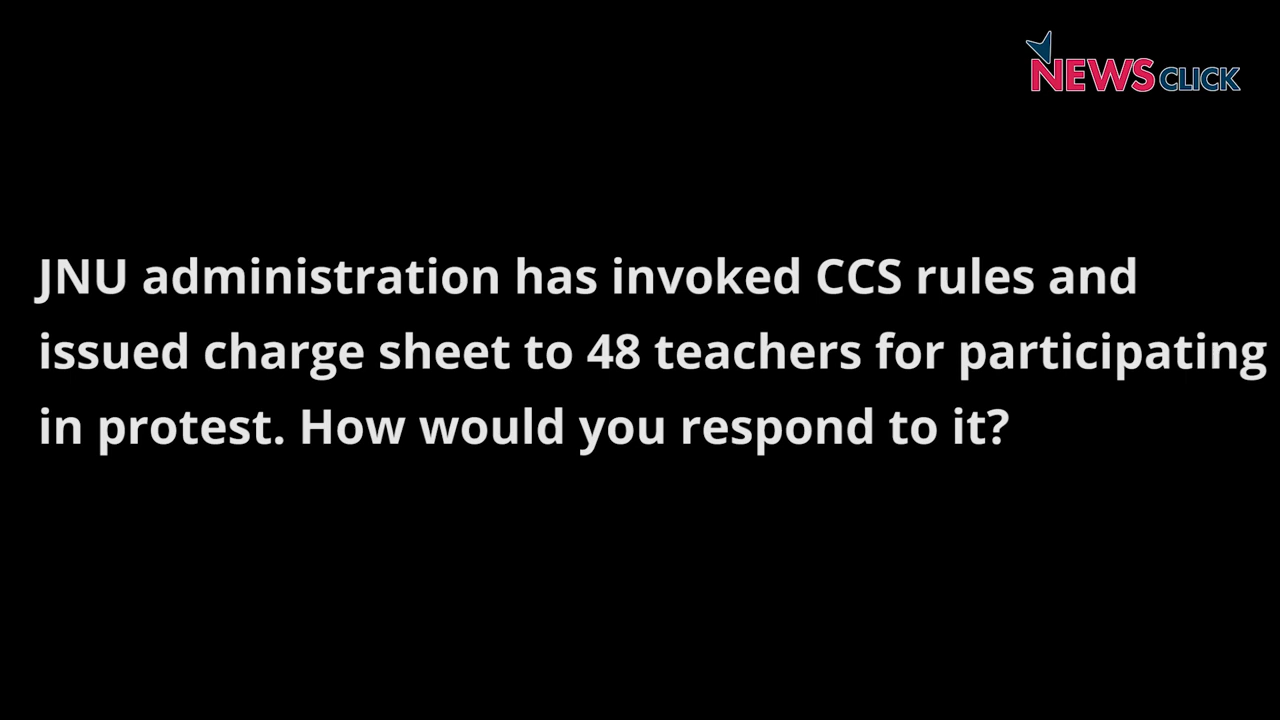 NEWSCLICK
JNU administration has invoked CCS rules and
issued charge sheet to 48 teachers for participating
in protest. How would you respond to it?